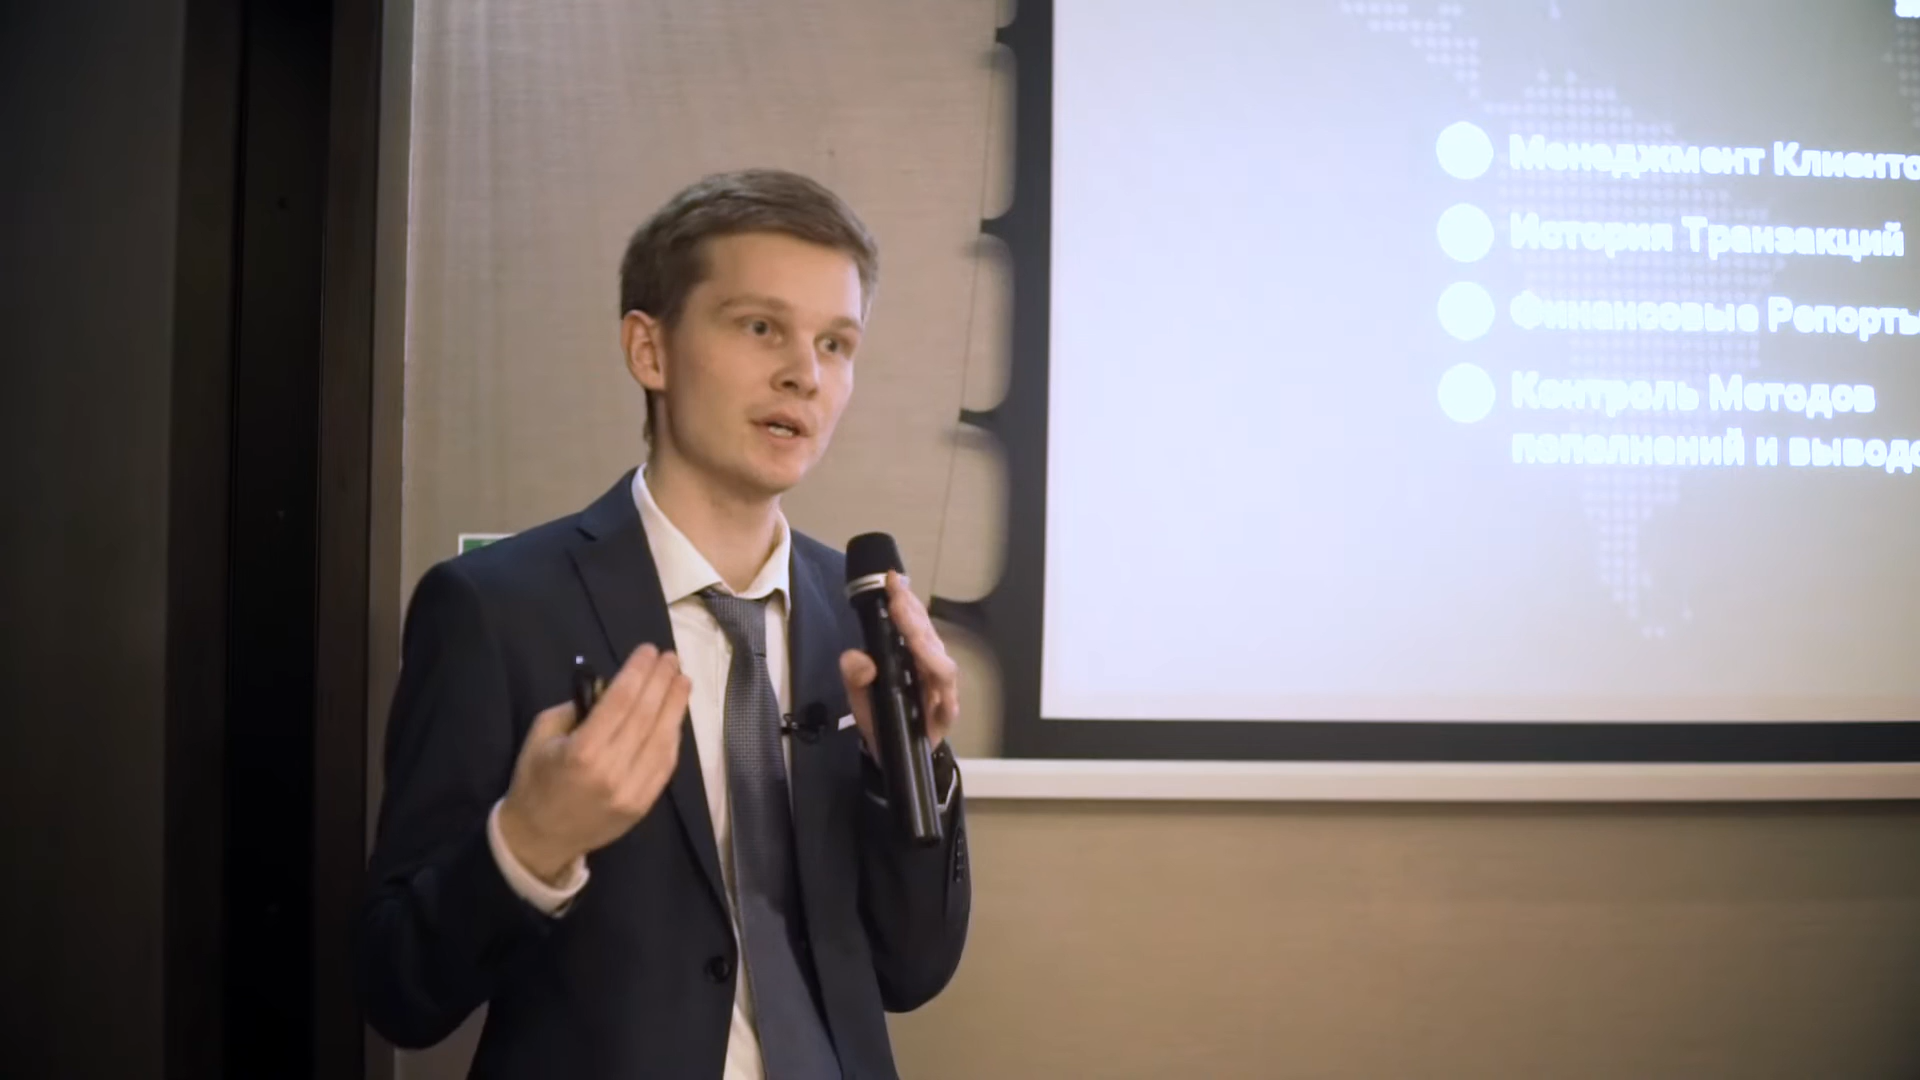 Менеджмент Клиенто
История Транзакций
Финансовые Репорты
Контроль Методов
пополнений и выводо